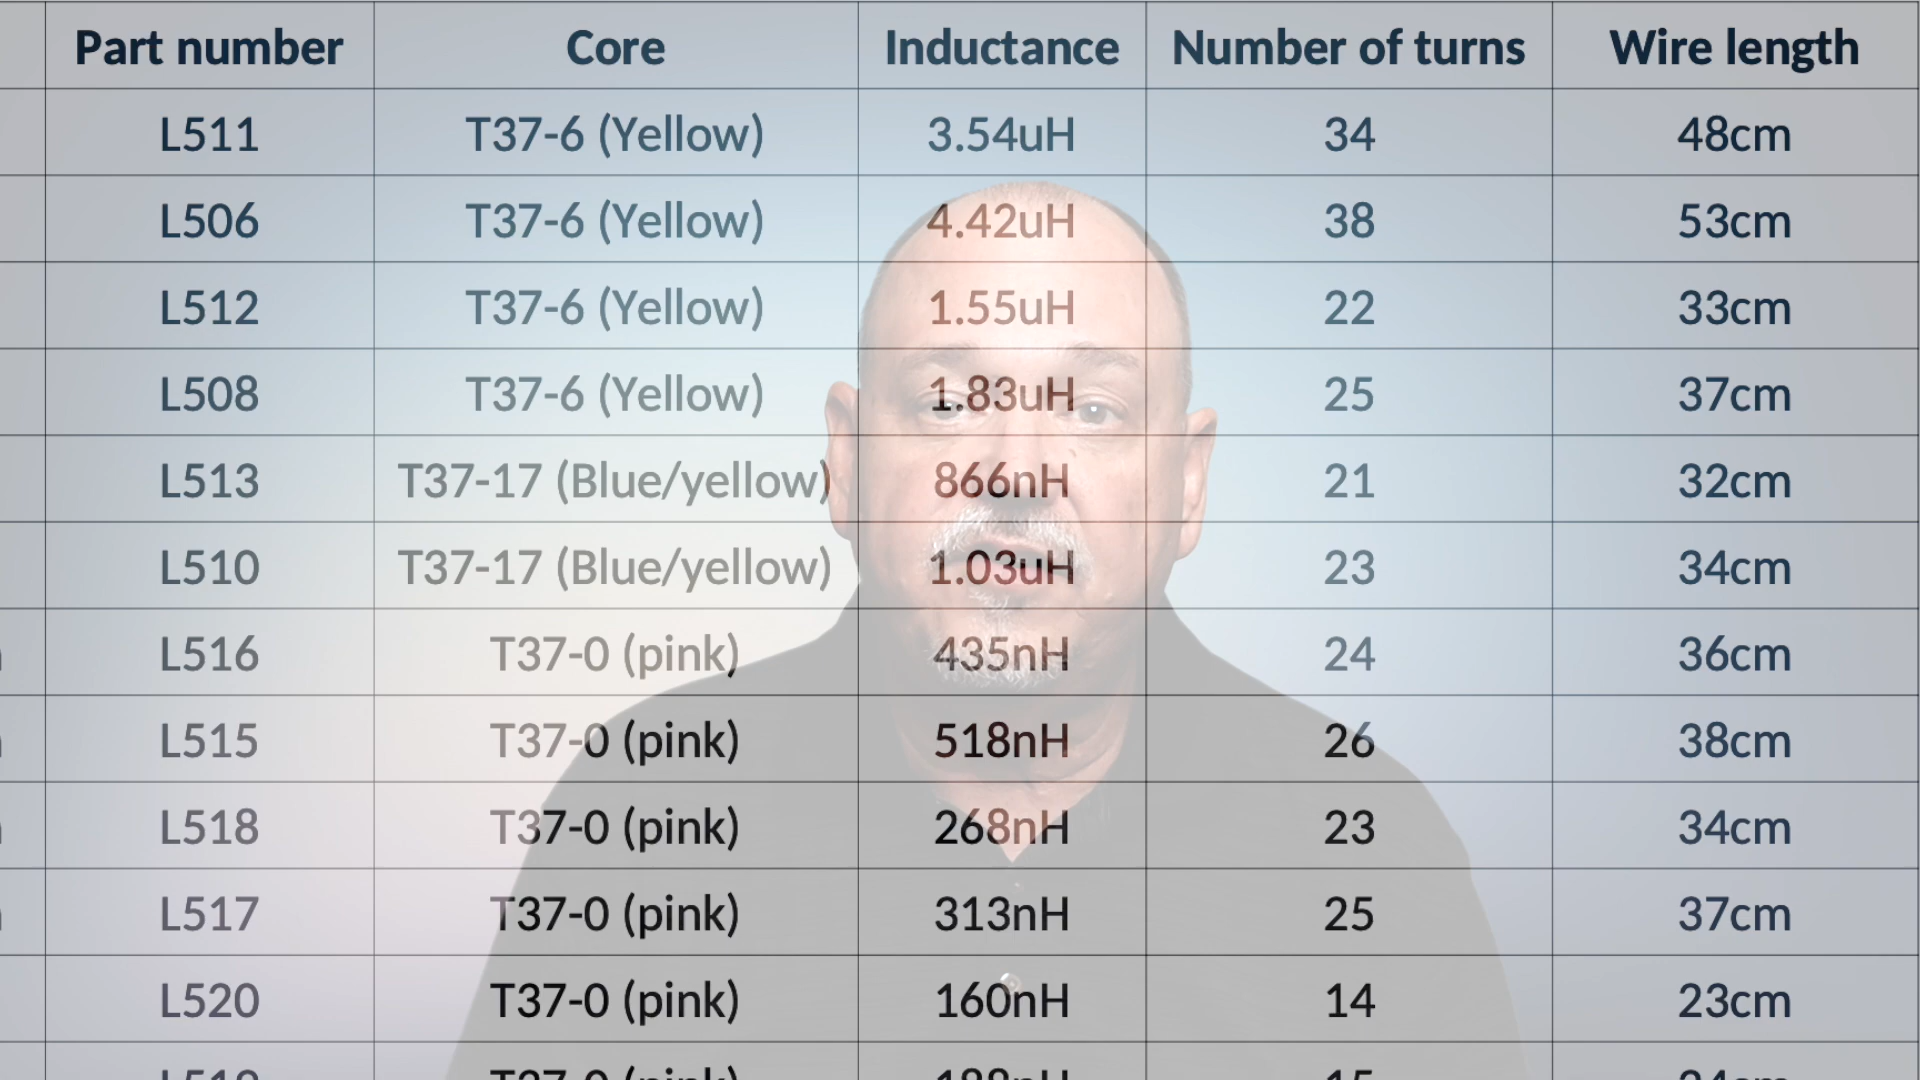 Part number Core Inductance Number of turns Wire length
L511 T37-6 (Yellow) 3.54uH 34 48cm
L506 T37-6 (Yellow) 4.42uH 38 53cm
L512 T37-6 (Yellow) 1.55uH 22 33cm
L508 T37-6 (Yellow) 1.83uH 25 37cm
L513 T37-17 (Blue/yellow) 866nH 21 32cm
L510 T37-17 (Blue/yellow) 1.03uH 23 34cm
L516 T37-0 (pink) 435nH 24 36cm
L515 T37-0 (pink) 518nH 26 38cm
L518 T37-0 (pink) 268nH 23 34cm
L517 T37-0 (pink) 313nH 25 37cm
L520 T37-0 (pink) 160nH 14 23cm
T37-0 (pink)